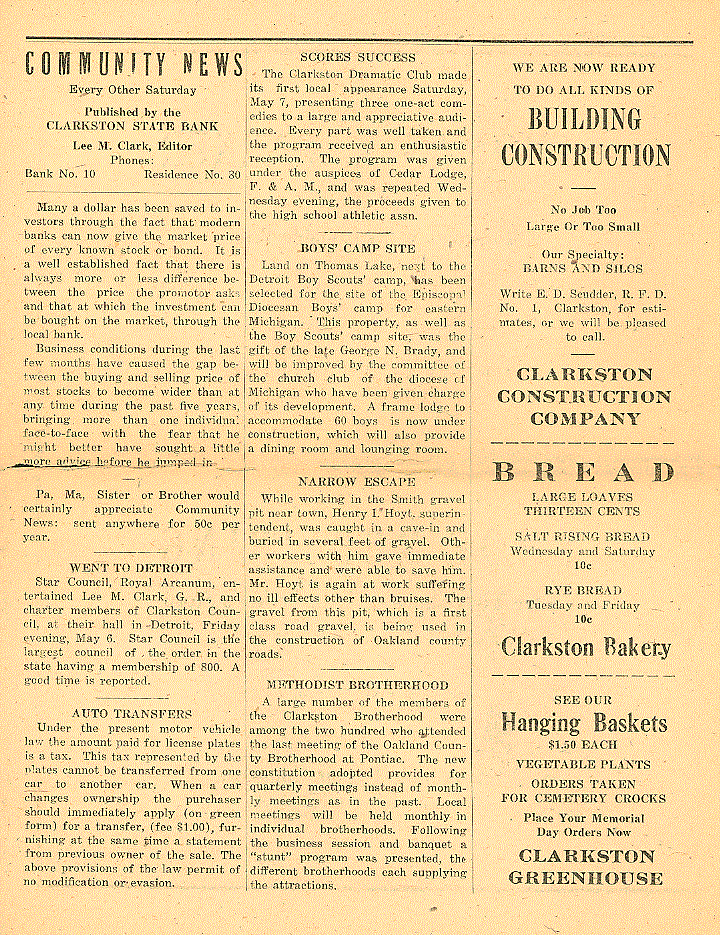 COMMUNITY NEWS
Every Other Saturday
Published by the
CLARKSTON STATE BANK
Lee M. Clark, Editor
Phones:
Bank No. 10 Residence No. 80
Many a dollar has been saved to in-
vestors through the fact that modern
banks can now give the market price
of every known stock or bond. It is
a well established fact that there is
always more or less difference be-
tween the price the promotor asks
and that at which the investment can
be bought on the market, through the
local bank.
Business conditions during the last
few months have caused the gap be-
tween the buying and selling price of
most stocks to become wider than at
any time during the past five years,
bringing more than one individual
face-to-face with the fear that he
might better have sought a little
more advice before he jumped in
Pa, Ma, Sister or Brother would
certainly appreciate Community
News: sent anywhere for 50c per
year.
WENT TO DETROIT
Star Council, Royal Arcanum, en-
tertained Lee M. Clark, G. R., and
charter members of Clarkston Coun-
cil, at their hall in Detroit, Friday
evening, May 6. Star Council is the
largest council of the order in the
state having a membership of 800. A
good time is reported.
AUTO TRANSFERS
Under the present motor vehicle
law the amount paid for license plates
is a tax. This tax represented by the
plates cannot be transferred from one
car to another car. When a car
changes ownership the purchaser
should immediately apply (on green
form) for a transfer, (fee $1.00), fur-
nishing at the same time a statement
from previous owner of the sale. The
above provisions of the law permit of
no modification or evasion.
SCORES SUCCESS
The Clarkston Dramatic Club made
its first local appearance Saturday,
May 7, presenting three one-act com-
edies to a large and appreciative audi-
ence. Every part was well taken and
the program received an enthusiastic
reception. The program was given
under the auspices of Cedar Lodge,
F. & A. M., and was repeated Wed-
nesday evening, the proceeds given to
the high school athletic assn.
BOYS' CAMP SITE
Land on Thomas Lake, next to the
Detroit Boy Scouts' camp, has been
selected for the site of the Episcopal
Diocesan Boys' camp for eastern
Michigan. This property, as well as
the Boy Scouts' camp site, was the
gift of the late George N. Brady, and
will be improved by the committee of
the church club of the diocese of
Michigan who have been given charge
of its development. A frame lodge to
accommodate 60 boys is now under
construction, which will also provide
a dining room and lounging room.
NARROW ESCAPE
While working in the Smith gravel
pit near town, Henry I. Hoyt, superin-
tendent, was caught in a cave-in and
buried in several feet of gravel. Oth-
er workers with him gave immediate
assistance and were able to save him.
Mr. Hoyt is again at work suffering
no ill effects other than bruises. The
gravel from this pit, which is a first
class road gravel, is being used in
the construction of Oakland county
roads.
METHODIST BROTHERHOOD
A large number of the members of
the Clarkston Brotherhood were
among the two hundred who attended
the last meeting of the Oakland Coun-
ty Brotherhood at Pontiac. The new
constitution adopted provides for
quarterly meetings instead of month-
ly meetings as in the past. Local
meetings will be held monthly in
individual brotherhoods. Following
the business session and banquet a
"stunt" program was presented, the
different brotherhoods each supplying
the attractions.
WE ARE NOW READY
TO DO ALL KINDS OF
BUILDING
CONSTRUCTION
No Job Too
Large Or Too Small
Our Specialty:
BARNS AND SILOS
Write E. D. Scudder, R. F. D.
No. 1, Clarkston, for esti-
mates, or we will be pleased
to call.
CLARKSTON
CONSTRUCTION
COMPANY
BREAD
LARGE LOAVES
THIRTEEN CENTS
SALT RISING BREAD
Wednesday and Saturday
10c
RYE BREAD
Tuesday and Friday
10c
Clarkston Bakery
SEE OUR
Hanging Baskets
$1.50 EACH
VEGETABLE PLANTS
ORDERS TAKEN
FOR CEMETERY CROCKS
Place Your Memorial
Day Orders Now
CLARKSTON
GREENHOUSE